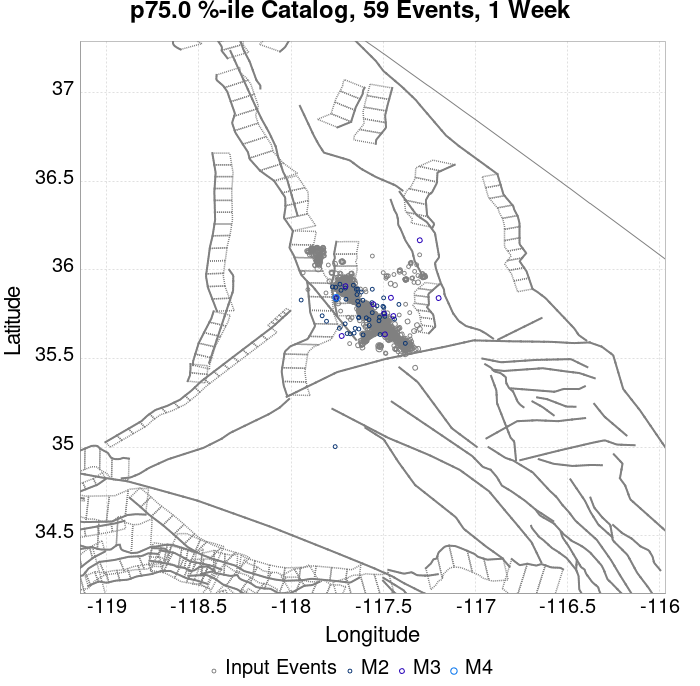 p75.0 %-ile Catalog, 59 Events, 1 Week
37
36.5
36
35.5
35
34.5
Latitude
-119 -118.5 -118 -117.5 -117 -116.5 -116
Longitude
Input Events M2 M3 M4